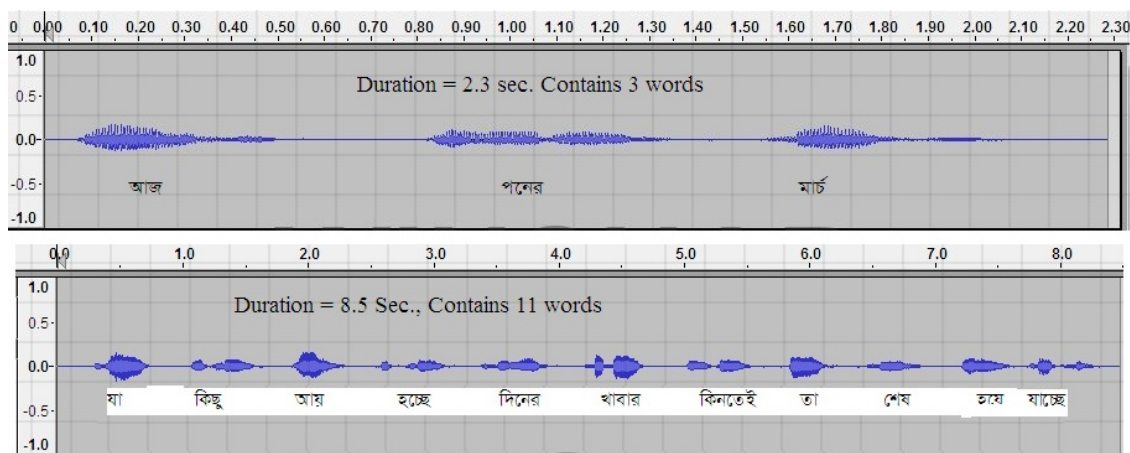 0.0 0.00 0.10 0.20 0.30 0.40 0.50 0.60 0.70 0.80 0.90 1.00 1.10 1.20 1.30 1.40 1.50 1.60 1.70 1.80 1.90 2.00 2.10 2.20 2.30
1.0
Duration = 2.3 sec. Contains 3 words
0.5
0.0
-0.5
আজ পনের মার্চ
-1.0
0.0 1.0 2.0 3.0 4.0 5.0 6.0 7.0 8.0
1.0
Duration = 8.5 Sec., Contains 11 words
0.5
0.0
যা কিছু আয় হচ্ছে দিনের খাবার কিনতেই তা শেষ হযে যাচ্ছে
-0.5
-1.0